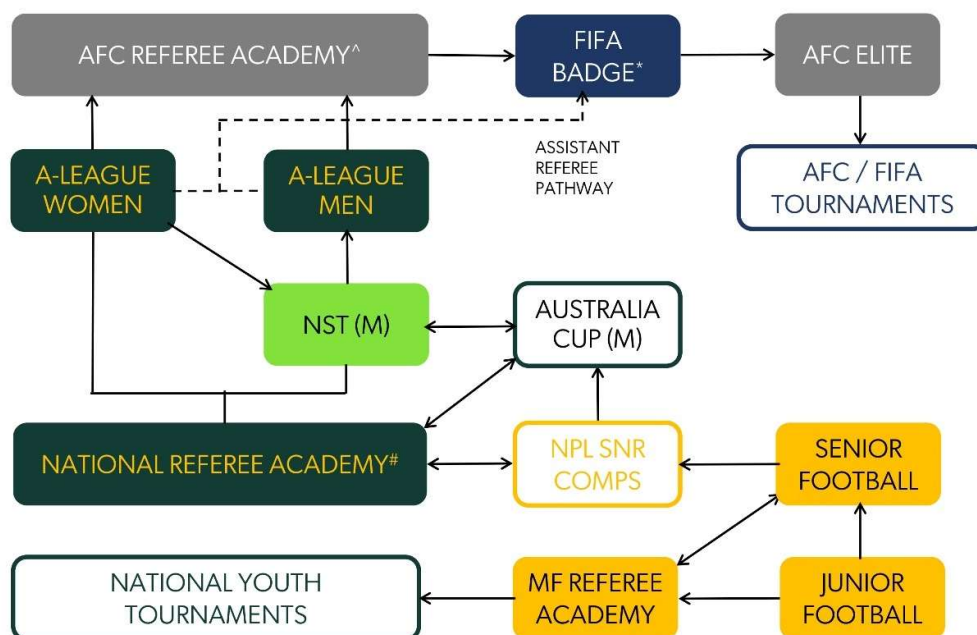 AFC REFEREE ACADEMY^
FIFA
BADGE*
AFC ELITE
A-LEAGUE
WOMEN
A-LEAGUE
MEN
ASSISTANT
REFEREE
PATHWAY
AFC / FIFA
TOURNAMENTS
NST (M)
AUSTRALIA
CUP (M)
NATIONAL REFEREE ACADEMY#
NPL SNR
COMPS
SENIOR
FOOTBALL
NATIONAL YOUTH
TOURNAMENTS
MF REFEREE
ACADEMY
JUNIOR
FOOTBALL